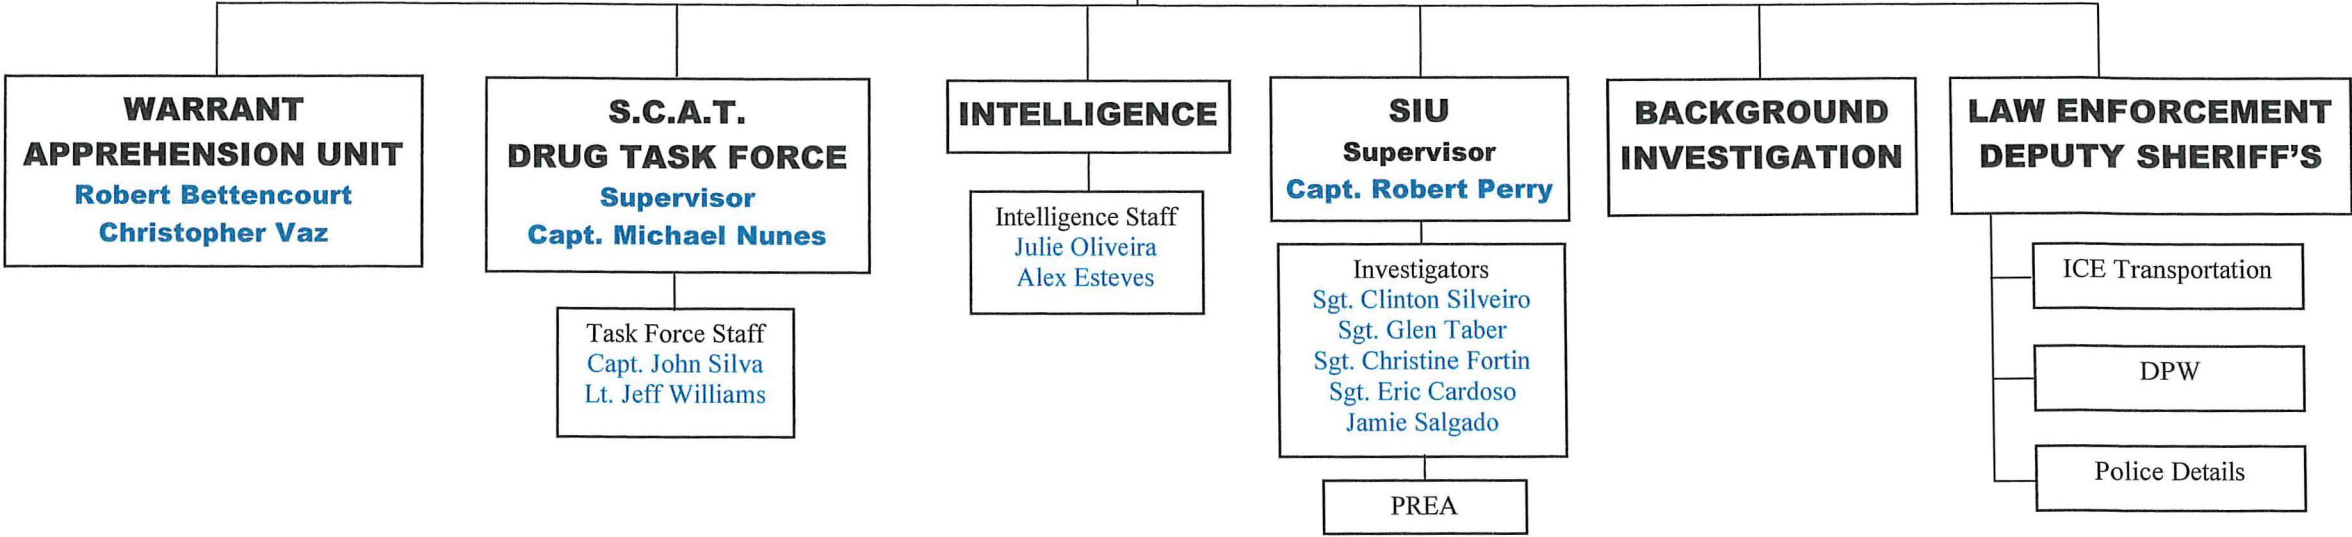 WARRANT
APPREHENSION UNIT
Robert Bettencourt
Christopher Vaz
S.C.A.T.
DRUG TASK FORCE
Supervisor
Capt. Michael Nunes
Task Force Staff
Capt. John Silva
Lt. Jeff Williams
INTELLIGENCE
Intelligence Staff
Julie Oliveira
Alex Esteves
SIU
Supervisor
Capt. Robert Perry
Investigators
Sgt. Clinton Silveiro
Sgt. Glen Taber
Sgt. Christine Fortin
Sgt. Eric Cardoso
Jamie Salgado
PREA
BACKGROUND
INVESTIGATION
LAW ENFORCEMENT
DEPUTY SHERIFF’S
ICE Transportation
DPW
Police Details